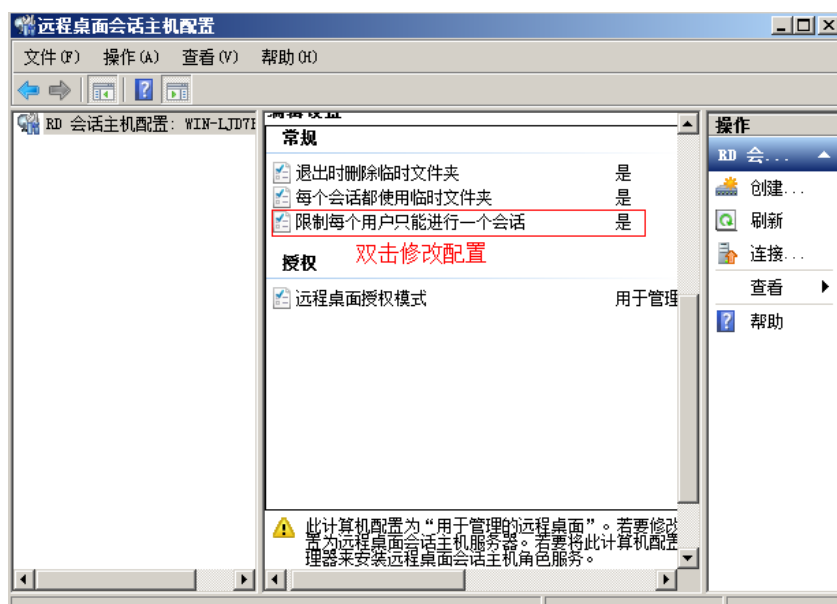 远程桌面会话主机配置
文件(F) 操作(A) 查看(V) 帮助(H)
RD 会话主机配置: WIN-LJD7
编辑设置
常规
退出时删除临时文件夹 是
每个会话都使用临时文件夹 是
限制每个用户只能进行一个会话 是
双击修改配置
授权
远程桌面授权模式 用于管理
此计算机配置为“用于管理的远程桌面”。若要修改
置为远程桌面会话主机服务器。若要将此计算机配置
理器来安装远程桌面会话主机角色服务。
操作
RD 会...
创建...
刷新
连接...
查看
帮助